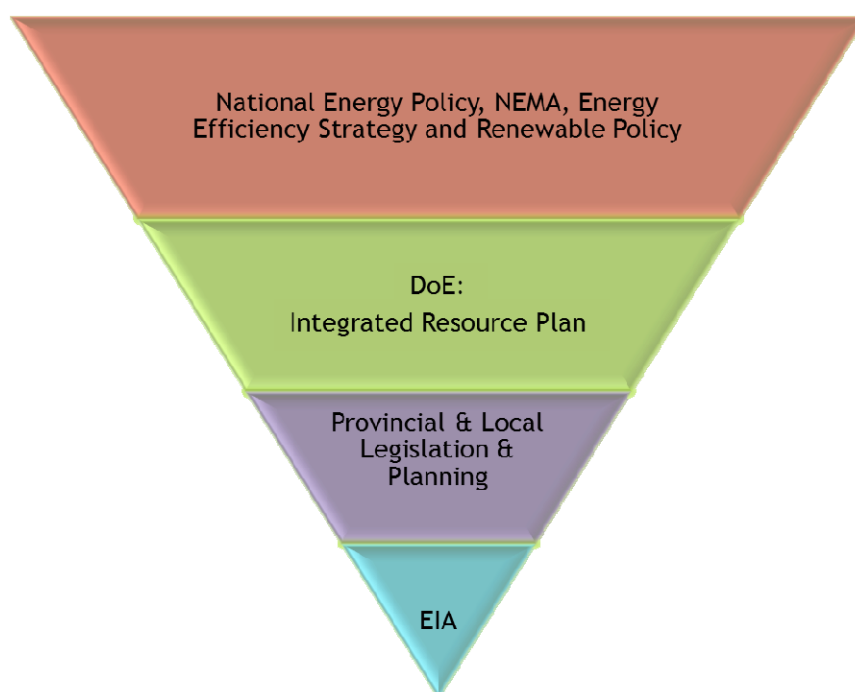 National Energy Policy, NEMA, Energy
Efficiency Strategy and Renewable Policy
DoE:
Integrated Resource Plan
Provincial & Local
Legislation &
Planning
EIA